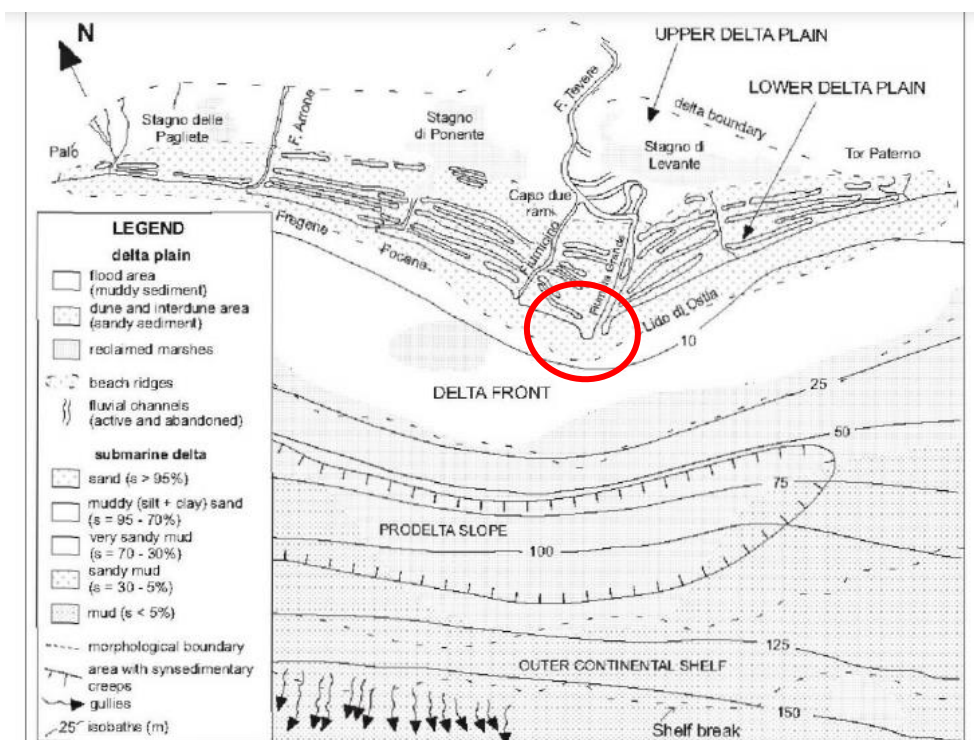 N
UPPER DELTA PLAIN
LOWER DELTA PLAIN
F. Tevere
delta boundary
F. Arrone
Stagno delle
Pagliete
Stagno
di Ponente
Stagno di
Levante
Palo
Tor Paterno
Capo due
rami
Fregene
Focene
Fiumicino
Fiumara Grande
Lido di Ostia
10
DELTA FRONT
25
50
75
PRODELTA SLOPE
100
125
OUTER CONTINENTAL SHELF
150
Shelf break
LEGEND
delta plain
flood area
(muddy sediment)
dune and interdune area
(sandy sediment)
reclaimed marshes
beach ridges
fluvial channels
(active and abandoned)
submarine delta
sand (s > 95%)
muddy (silt + clay) sand
(s = 95 - 70%)
very sandy mud
(s = 70 - 30%)
sandy mud
(s = 30 - 5%)
mud (s < 5%)
morphological boundary
area with synsedimentary
creeps
gullies
25 isobaths (m)